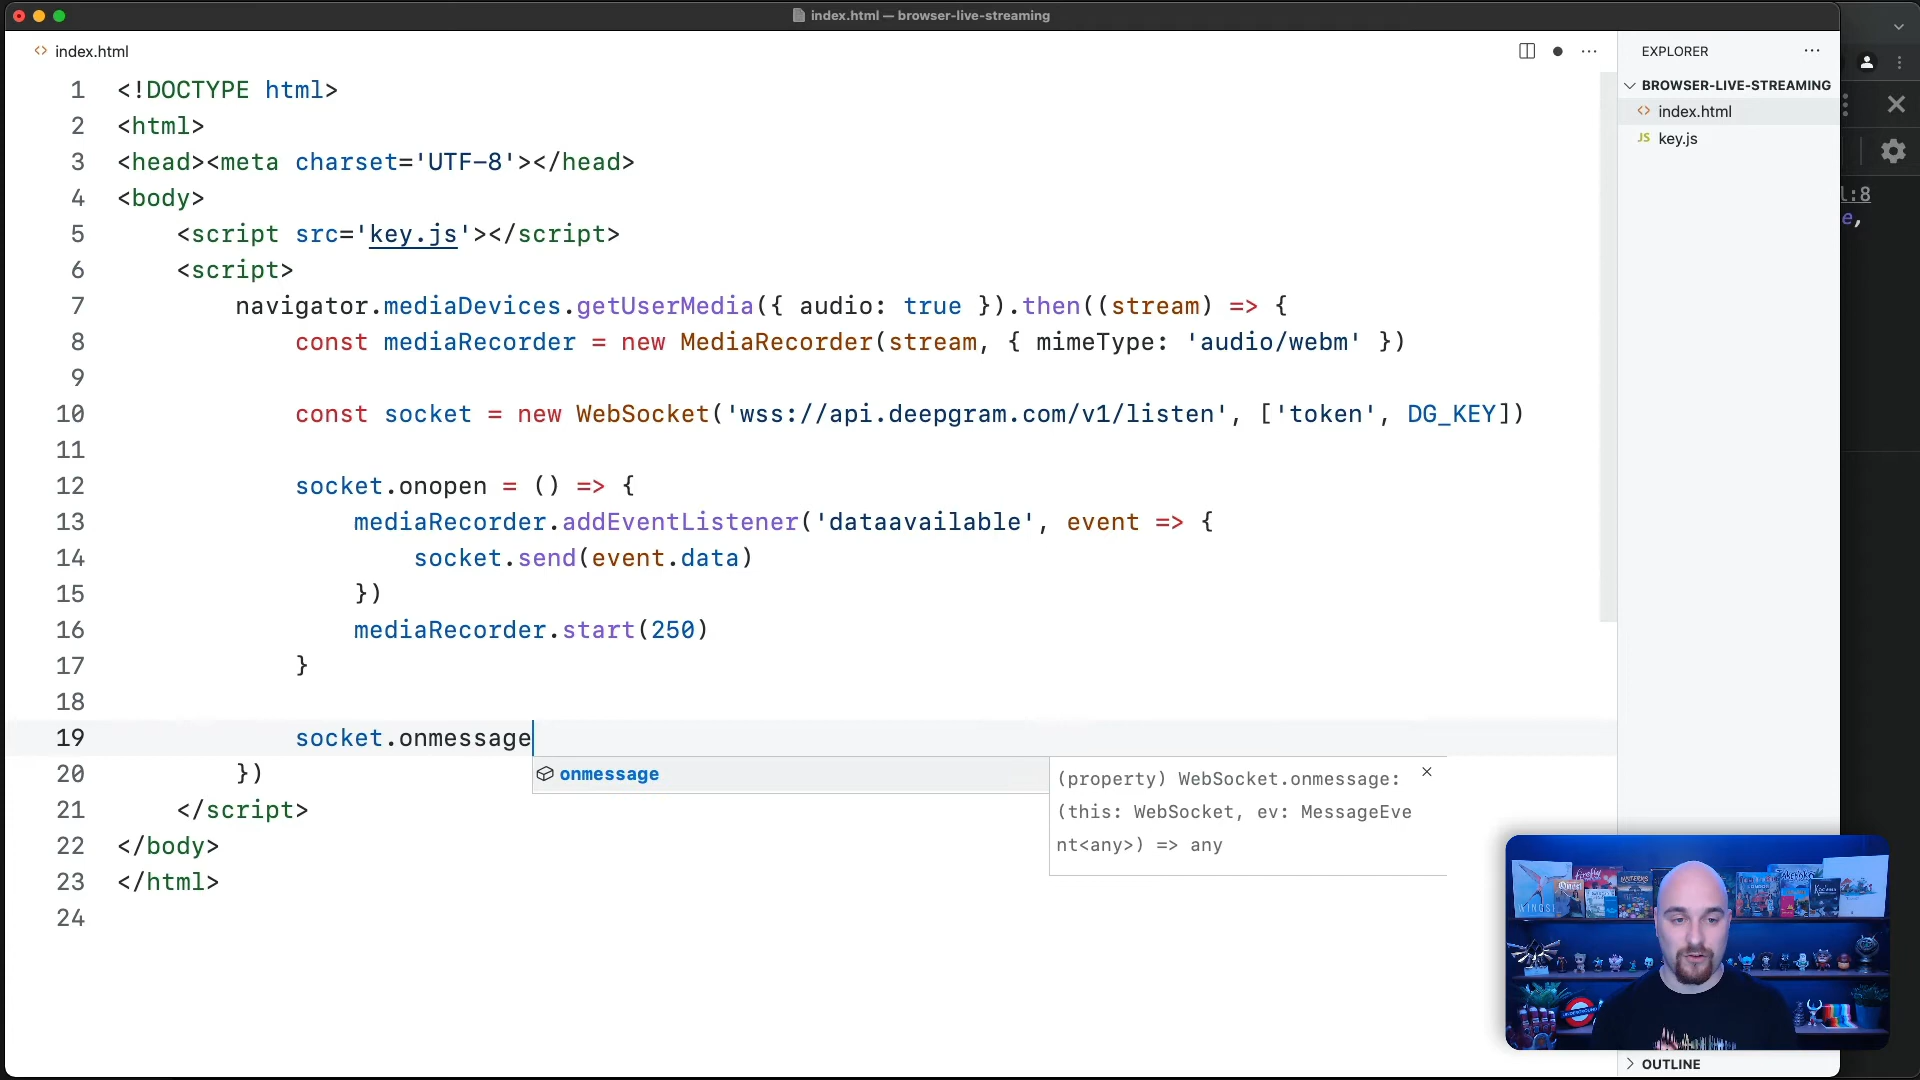 index.html — browser-live-streaming
index.html
EXPLORER
BROWSER-LIVE-STREAMING
index.html
JS key.js
1 <!DOCTYPE html>
2 <html>
3 <head><meta charset='UTF-8'></head>
4 <body>
5 <script src='key.js'></script>
6 <script>
7 navigator.mediaDevices.getUserMedia({ audio: true }).then((stream) => {
8 const mediaRecorder = new MediaRecorder(stream, { mimeType: 'audio/webm' })
9
10 const socket = new WebSocket('wss://api.deepgram.com/v1/listen', ['token', DG_KEY])
11
12 socket.onopen = () => {
13 mediaRecorder.addEventListener('dataavailable', event => {
14 socket.send(event.data)
15 })
16 mediaRecorder.start(250)
17 }
18
19 socket.onmessage
20 })
21 </script>
22 </body>
23 </html>
24
onmessage
(property) WebSocket.onmessage:
(this: WebSocket, ev: MessageEve
nt<any>) => any
l:8
e,
firefly
WINGS
UNDERGROUND
OUTLINE